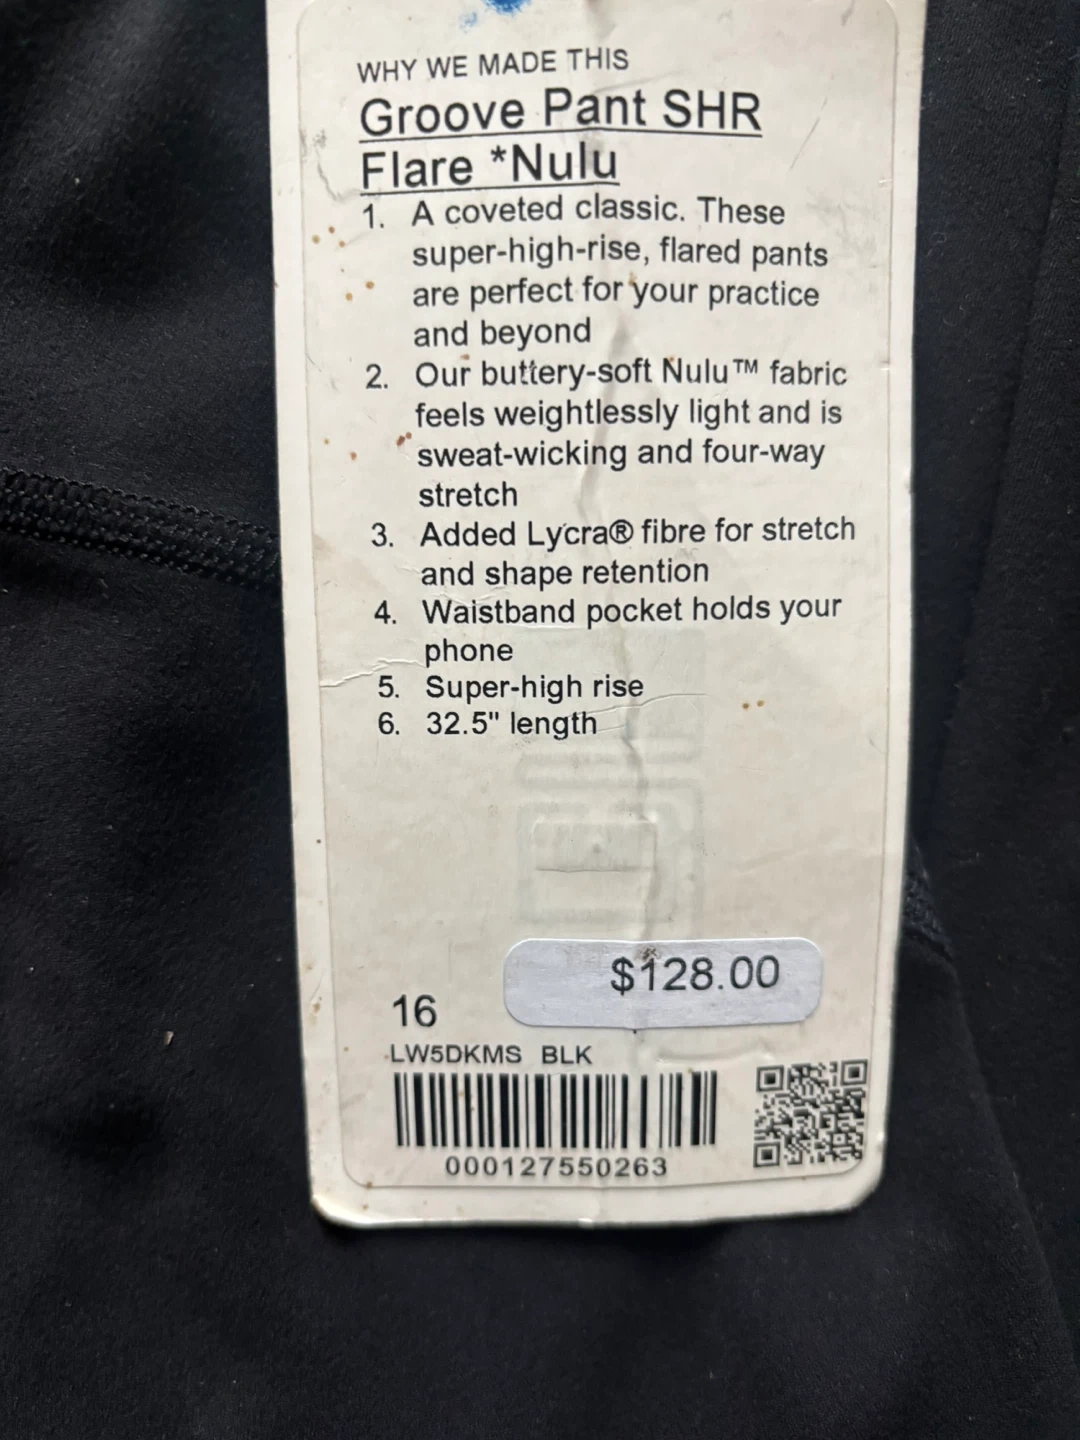 WHY WE MADE THIS
Groove Pant SHR
Flare *Nulu
1. A coveted classic. These
super-high-rise, flared pants
are perfect for your practice
and beyond
2. Our buttery-soft Nulu™ fabric
feels weightlessly light and is
sweat-wicking and four-way
stretch
3. Added Lycra® fibre for stretch
and shape retention
4. Waistband pocket holds your
phone
5. Super-high rise
6. 32.5" length
$128.00
16
LW5DKMS BLK
000127550263